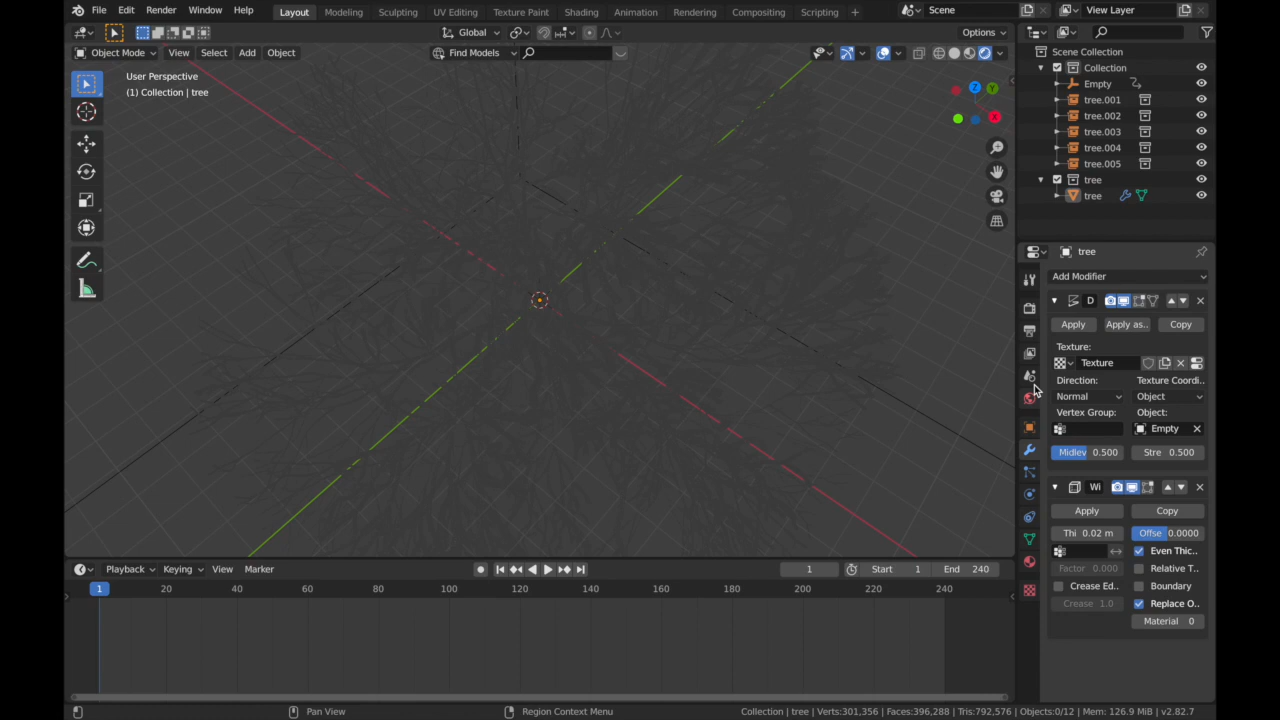 File Edit Render Window Help Layout Modeling Sculpting UV Editing Texture Paint Shading Animation Rendering Compositing Scripting + Scene View Layer
Global Options
Object Mode View Select Add Object Find Models
User Perspective
(1) Collection | tree
Z Y X
Scene Collection
Collection
Empty
tree.001
tree.002
tree.003
tree.004
tree.005
tree
tree
tree
Add Modifier
D
Apply Apply as.. Copy
Texture:
Texture
Direction: Texture Coordi..
Normal Object
Vertex Group: Object:
Empty
Midlev 0.500 Stre 0.500
Wi
Apply Copy
Thi 0.02 m Offse 0.0000
Even Thic..
Factor 0.000 Relative T..
Crease Ed.. Boundary
Crease 1.0 Replace O..
Material 0
Playback Keying View Marker 1 Start 1 End 240
1 20 40 60 80 100 120 140 160 180 200 220 240
Pan View Region Context Menu Collection | tree | Verts:301,356 | Faces:396,288 | Tris:792,576 | Objects:0/12 | Mem: 126.9 MiB | v2.82.7